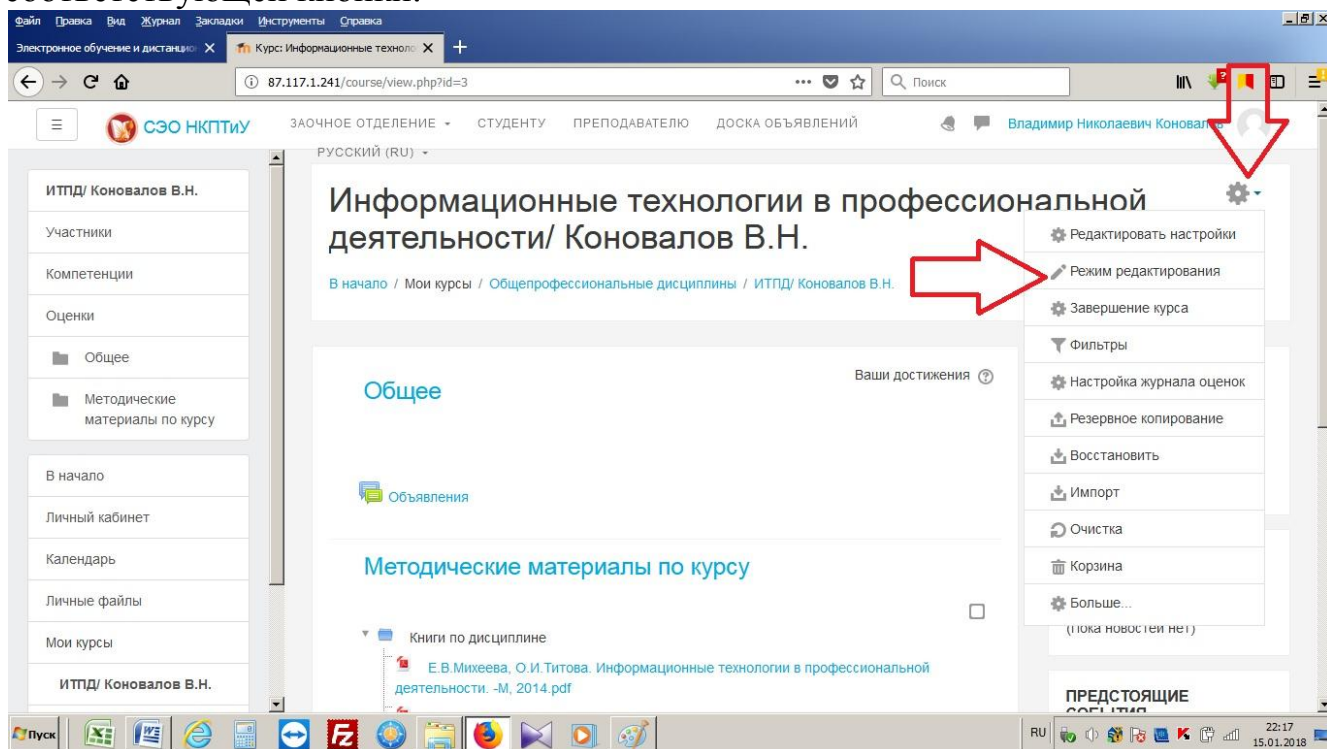 соответствующей кнопки.
Файл Правка Вид Журнал Закладки Инструменты Справка
Электронное обучение и дистанцио
Курс: Информационные техноло
87.117.1.241/course/view.php?id=3
Поиск
СЭО НКПТиУ
ЗАОЧНОЕ ОТДЕЛЕНИЕ СТУДЕНТУ ПРЕПОДАВАТЕЛЮ ДОСКА ОБЪЯВЛЕНИЙ
Владимир Николаевич Коновалов
РУССКИЙ (RU)
ИТПД/ Коновалов В.Н.
Участники
Компетенции
Оценки
Общее
Методические
материалы по курсу
В начало
Личный кабинет
Календарь
Личные файлы
Мои курсы
ИТПД/ Коновалов В.Н.
Информационные технологии в профессиональной
деятельности/ Коновалов В.Н.
В начало / Мои курсы / Общепрофессиональные дисциплины / ИТПД/ Коновалов В.Н.
Ваши достижения
Общее
Объявления
Методические материалы по курсу
Книги по дисциплине
Е.В.Михеева, О.И.Титова. Информационные технологии в профессиональной
деятельности. -М, 2014.pdf
Редактировать настройки
Режим редактирования
Завершение курса
Фильтры
Настройка журнала оценок
Резервное копирование
Восстановить
Импорт
Очистка
Корзина
Больше...
(Пока новостей нет)
ПРЕДСТОЯЩИЕ
СОБЫТИЯ
Пуск
RU
22:17
15.01.2018